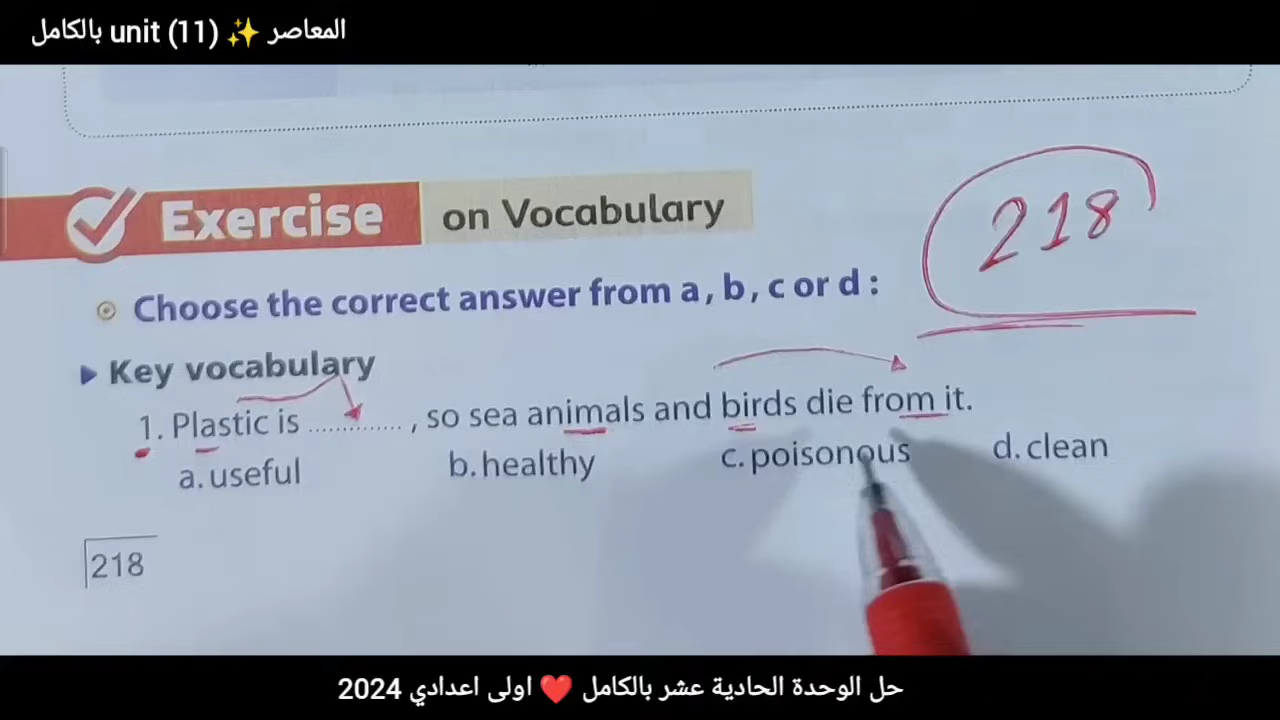 المعاصر ✨ unit (11) بالكامل
Exercise on Vocabulary
218
Choose the correct answer from a , b , c or d :
Key vocabulary
1. Plastic is .............. , so sea animals and birds die from it.
a. useful b. healthy c. poisonous d. clean
218
حل الوحدة الحادية عشر بالكامل ❤️ اولى اعدادي 2024